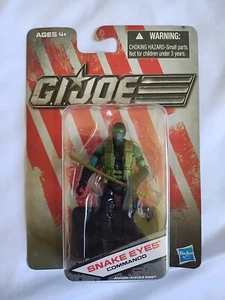 AGES 4+
WARNING:
CHOKING HAZARD-Small parts.
Not for children under 3 years.
G.I. JOE
SNAKE EYES
COMMANDO
Hasbro